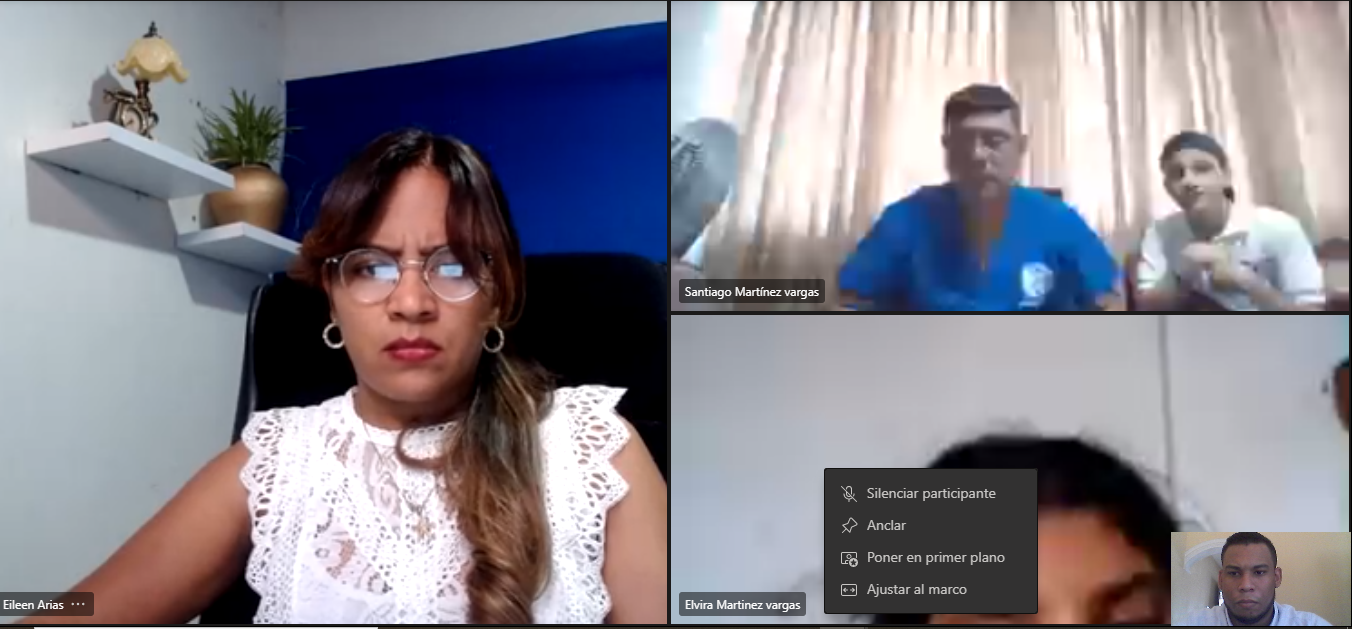 Santiago Martínez vargas
Silenciar participante
Anclar
Poner en primer plano
Ajustar al marco
Eileen Arias ···
Elvira Martinez vargas